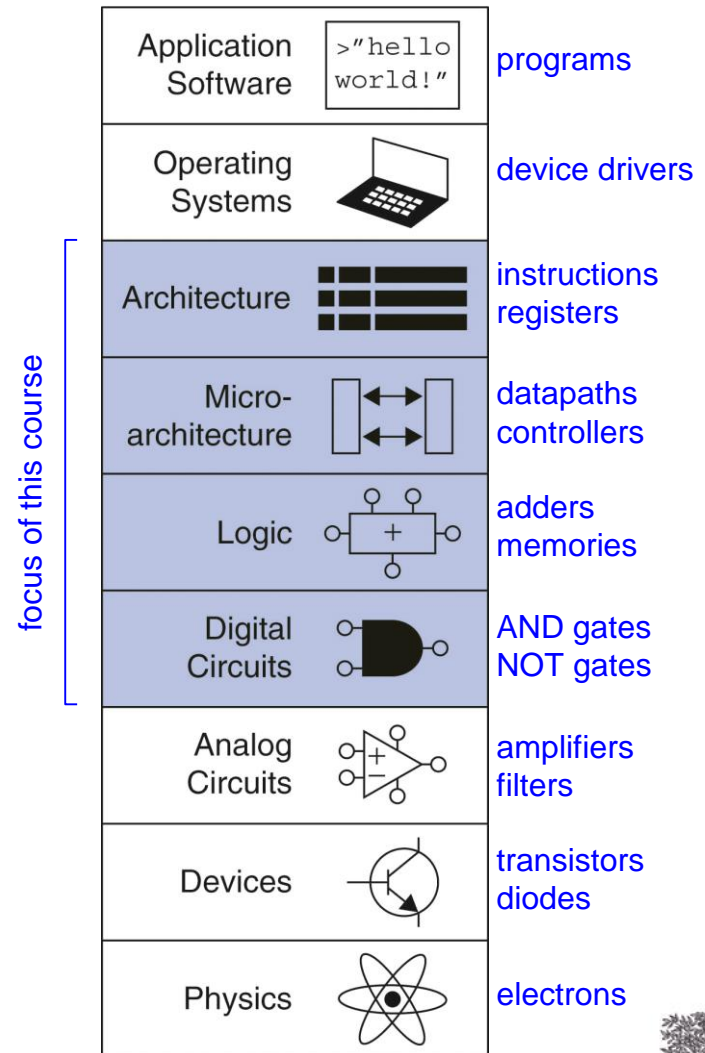 Application
Software
>"hello
world!"
programs
Operating
Systems
device drivers
focus of this course
Architecture
instructions
registers
Micro-
architecture
datapaths
controllers
Logic
+
adders
memories
Digital
Circuits
AND gates
NOT gates
Analog
Circuits
+
−
amplifiers
filters
Devices
transistors
diodes
Physics
electrons